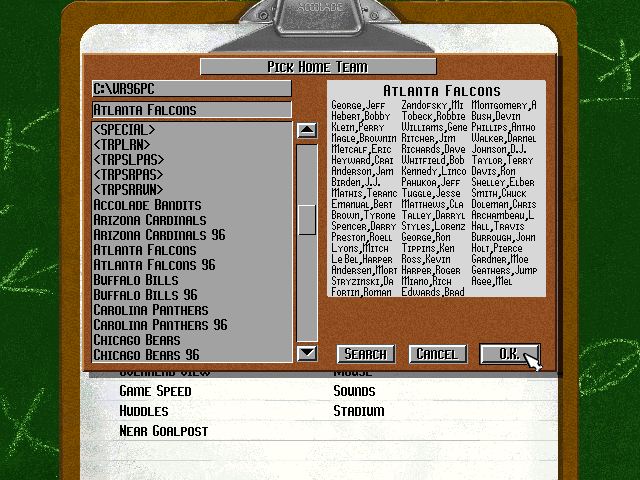 ACCOLADE
Pick Home Team
C:\VR96PC
Atlanta Falcons
<SPECIAL>
<TRPLRN>
<TRPSLPAS>
<TRPSRPAS>
<TRPSRRUN>
Accolade Bandits
Arizona Cardinals
Arizona Cardinals 96
Atlanta Falcons
Atlanta Falcons 96
Buffalo Bills
Buffalo Bills 96
Carolina Panthers
Carolina Panthers 96
Chicago Bears
Chicago Bears 96
Atlanta Falcons
George,Jeff Zandofsky,Mi Montgomery,A
Hebert,Bobby Tobeck,Robbie Bush,Devin
Klein,Perry Williams,Gene Phillips,Antho
Magle,Brownin Ritcher,Jim Walker,Darnel
Metcalf,Eric Richards,Dave Johnson,D.J.
Heyward,Crai Whitfield,Bob Taylor,Terry
Anderson,Jam Kennedy,Linco Davis,Ron
Birden,J.J. Pahukoa,Jeff Shelley,Elber
Mathis,Teranc Tuggle,Jesse Smith,Chuck
Emanual,Bert Matthews,Cla Doleman,Chris
Brown,Tyrone Talley,Darryl Archambeau,L
Spencer,Darry Styles,Lorenz Hall,Travis
Preston,Roell George,Ron Burrough,John
Lyons,Mitch Tippins,Ken Holt,Pierce
Le Bel,Harper Ross,Kevin Gardner,Moe
Andersen,Mort Harper,Roger Geathers,Jump
Stryzinski,Da Miano,Rich Agee,Mel
Fortin,Roman Edwards,Brad
Search Cancel O.K.
Overhead View Mouse
Game Speed Sounds
Huddles Stadium
Near Goalpost